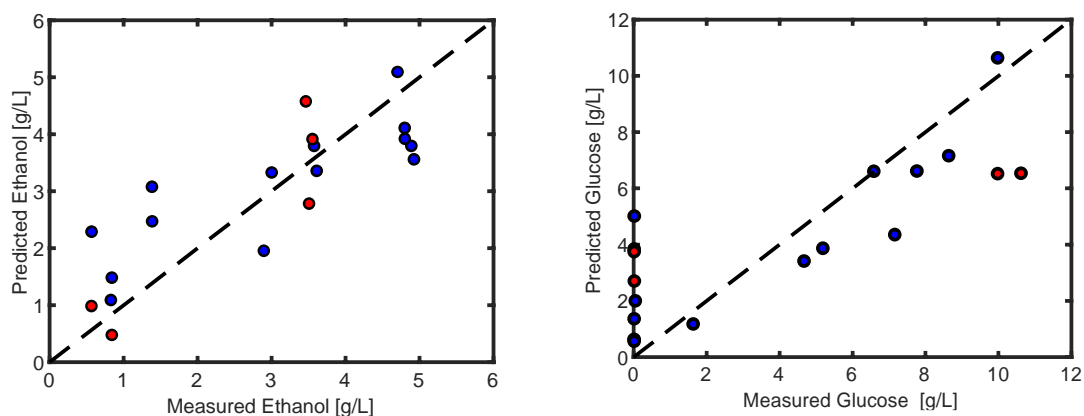 Predicted Ethanol [g/L]
6
5
4
3
2
1
0
0 1 2 3 4 5 6
Measured Ethanol [g/L]
Predicted Glucose [g/L]
12
10
8
6
4
2
0
0 2 4 6 8 10 12
Measured Glucose [g/L]